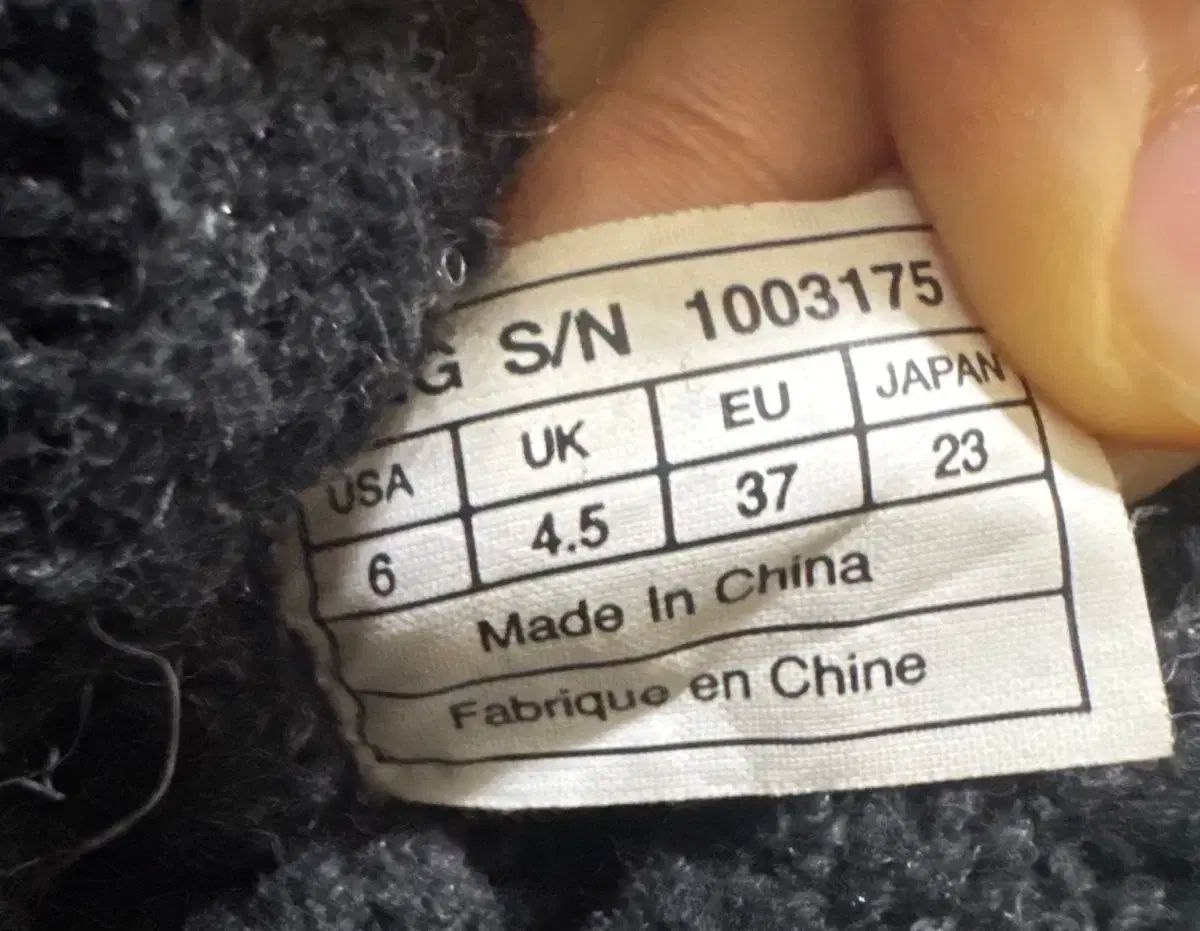 G S/N 1003175
USA UK EU JAPAN
6 4.5 37 23
Made In China
Fabrique en Chine